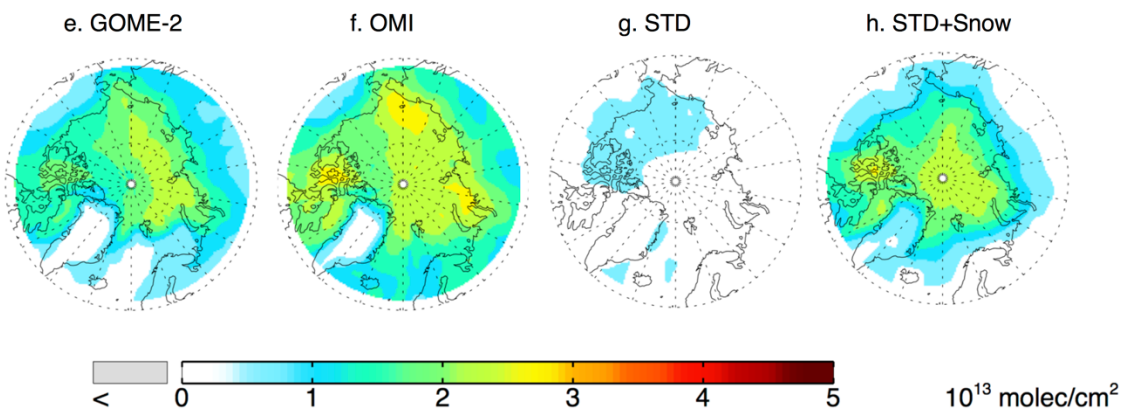 e. GOME-2 f. OMI g. STD h. STD+Snow
< 0 1 2 3 4 5 10¹³ molec/cm²